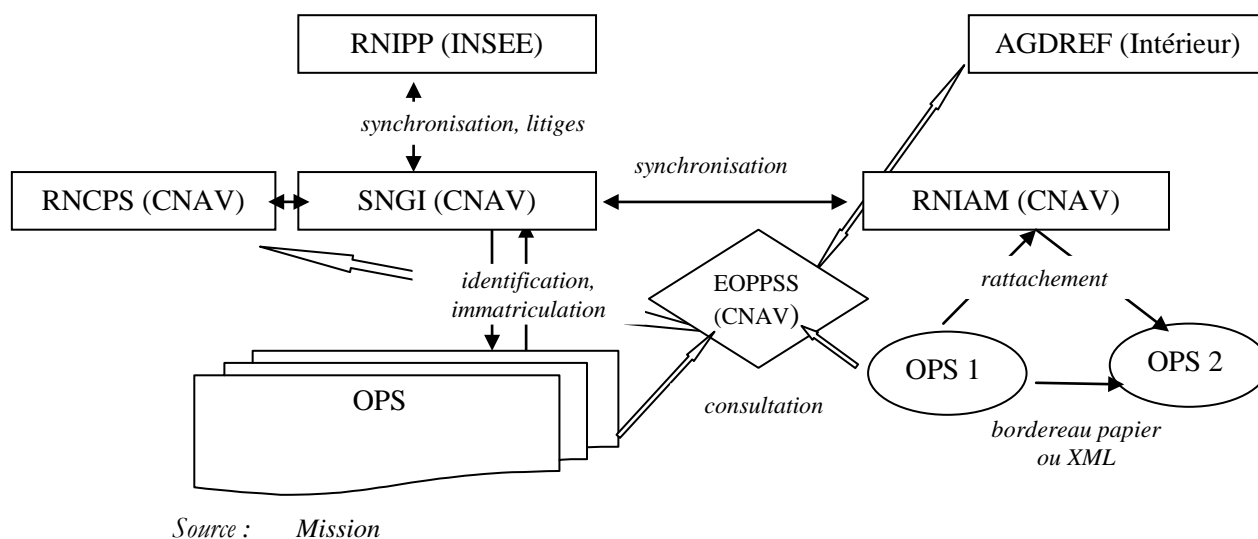 RNIPP (INSEE)
AGDREF (Intérieur)
synchronisation, litiges
synchronisation
RNCPS (CNAV)
SNGI (CNAV)
RNIAM (CNAV)
identification,
immatriculation
EOPPSS
(CNAV)
rattachement
OPS
OPS 1
OPS 2
consultation
bordereau papier
ou XML
Source : Mission